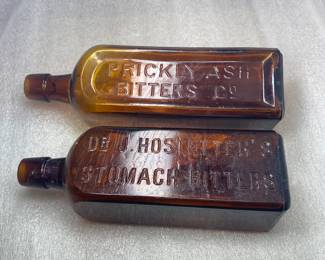 PRICKLY ASH
BITTERS Co
DR J. HOSTETTER'S
STOMACH BITTERS